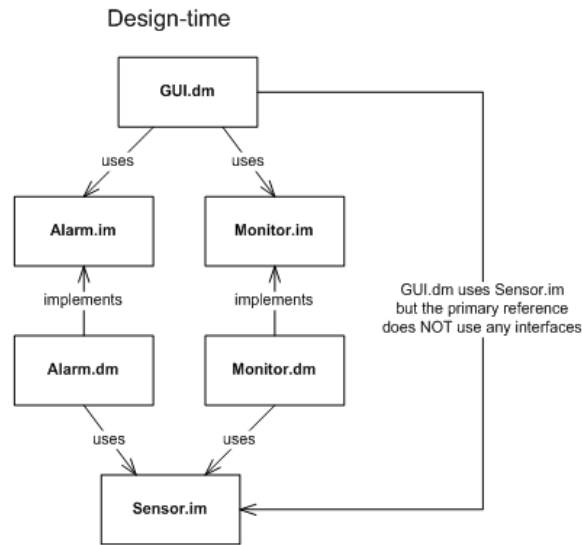 Design-time
GUI.dm
uses
uses
Alarm.im
Monitor.im
GUI.dm uses Sensor.im
but the primary reference
does NOT use any interfaces
implements
implements
Alarm.dm
Monitor.dm
uses
uses
Sensor.im